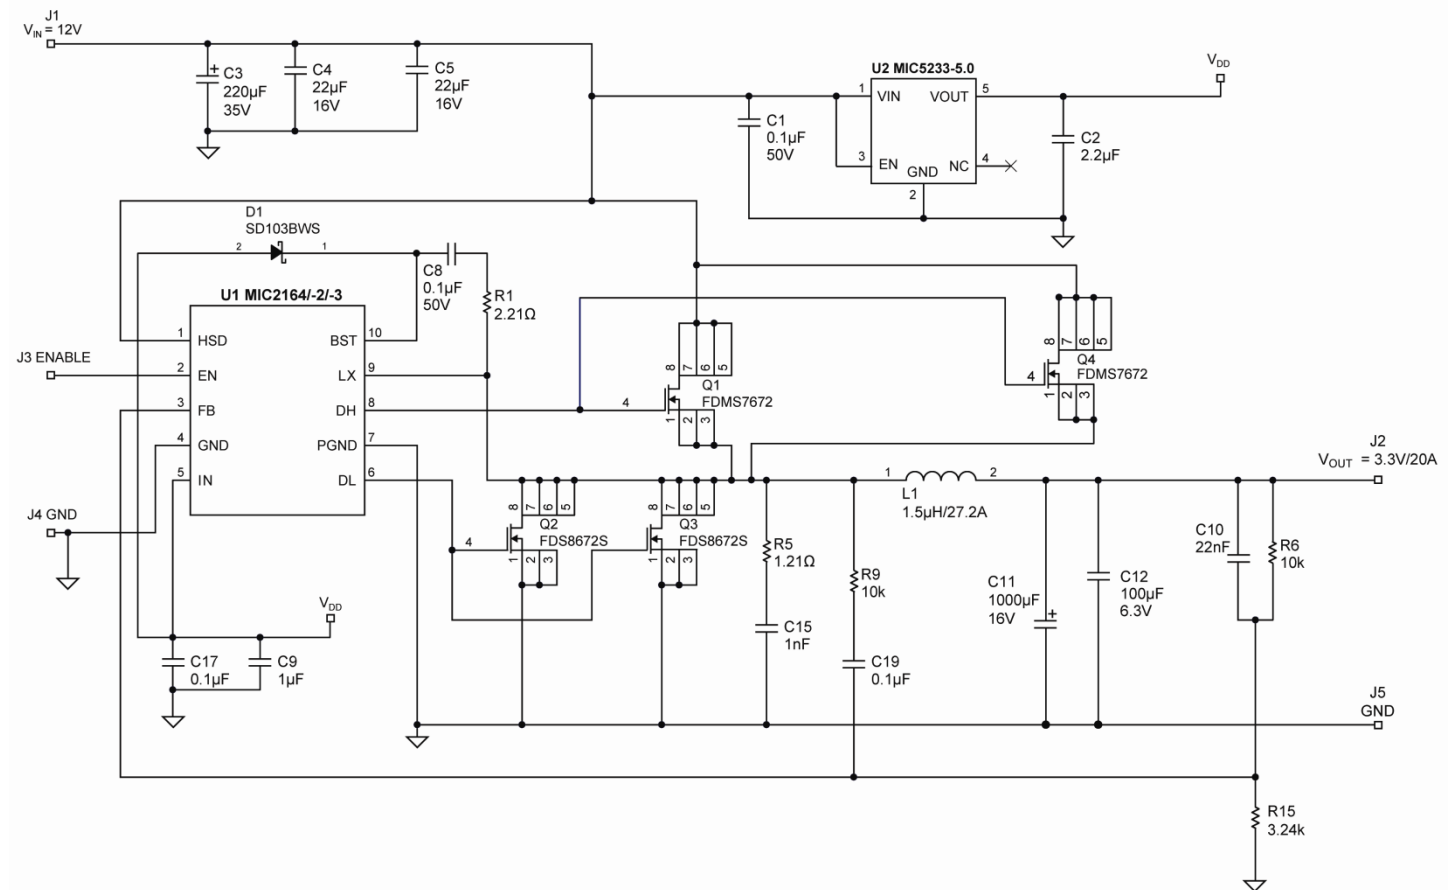 J1
VIN = 12V
C3
220µF
35V
+
C4
22µF
16V
C5
22µF
16V
U2 MIC5233-5.0
1
VIN
VOUT
5
3
EN
GND
NC
4
2
C1
0.1µF
50V
C2
2.2µF
VDD
D1
SD103BWS
2
1
C8
0.1µF
50V
R1
2.21Ω
U1 MIC2164/-2/-3
1
HSD
BST
10
J3 ENABLE
2
EN
LX
9
3
FB
DH
8
4
GND
PGND
7
5
IN
DL
6
J4 GND
4
8
7
6
5
Q1
FDMS7672
1
2
3
4
8
7
6
5
Q4
FDMS7672
1
2
3
4
8
7
6
5
Q2
FDS8672S
1
2
3
8
7
6
5
Q3
FDS8672S
1
2
3
R5
1.21Ω
C15
1nF
R9
10k
C19
0.1µF
1
2
L1
1.5µH/27.2A
C11
1000µF
16V
+
C12
100µF
6.3V
C10
22nF
R6
10k
J2
VOUT = 3.3V/20A
VDD
C17
0.1µF
C9
1µF
J5
GND
R15
3.24k